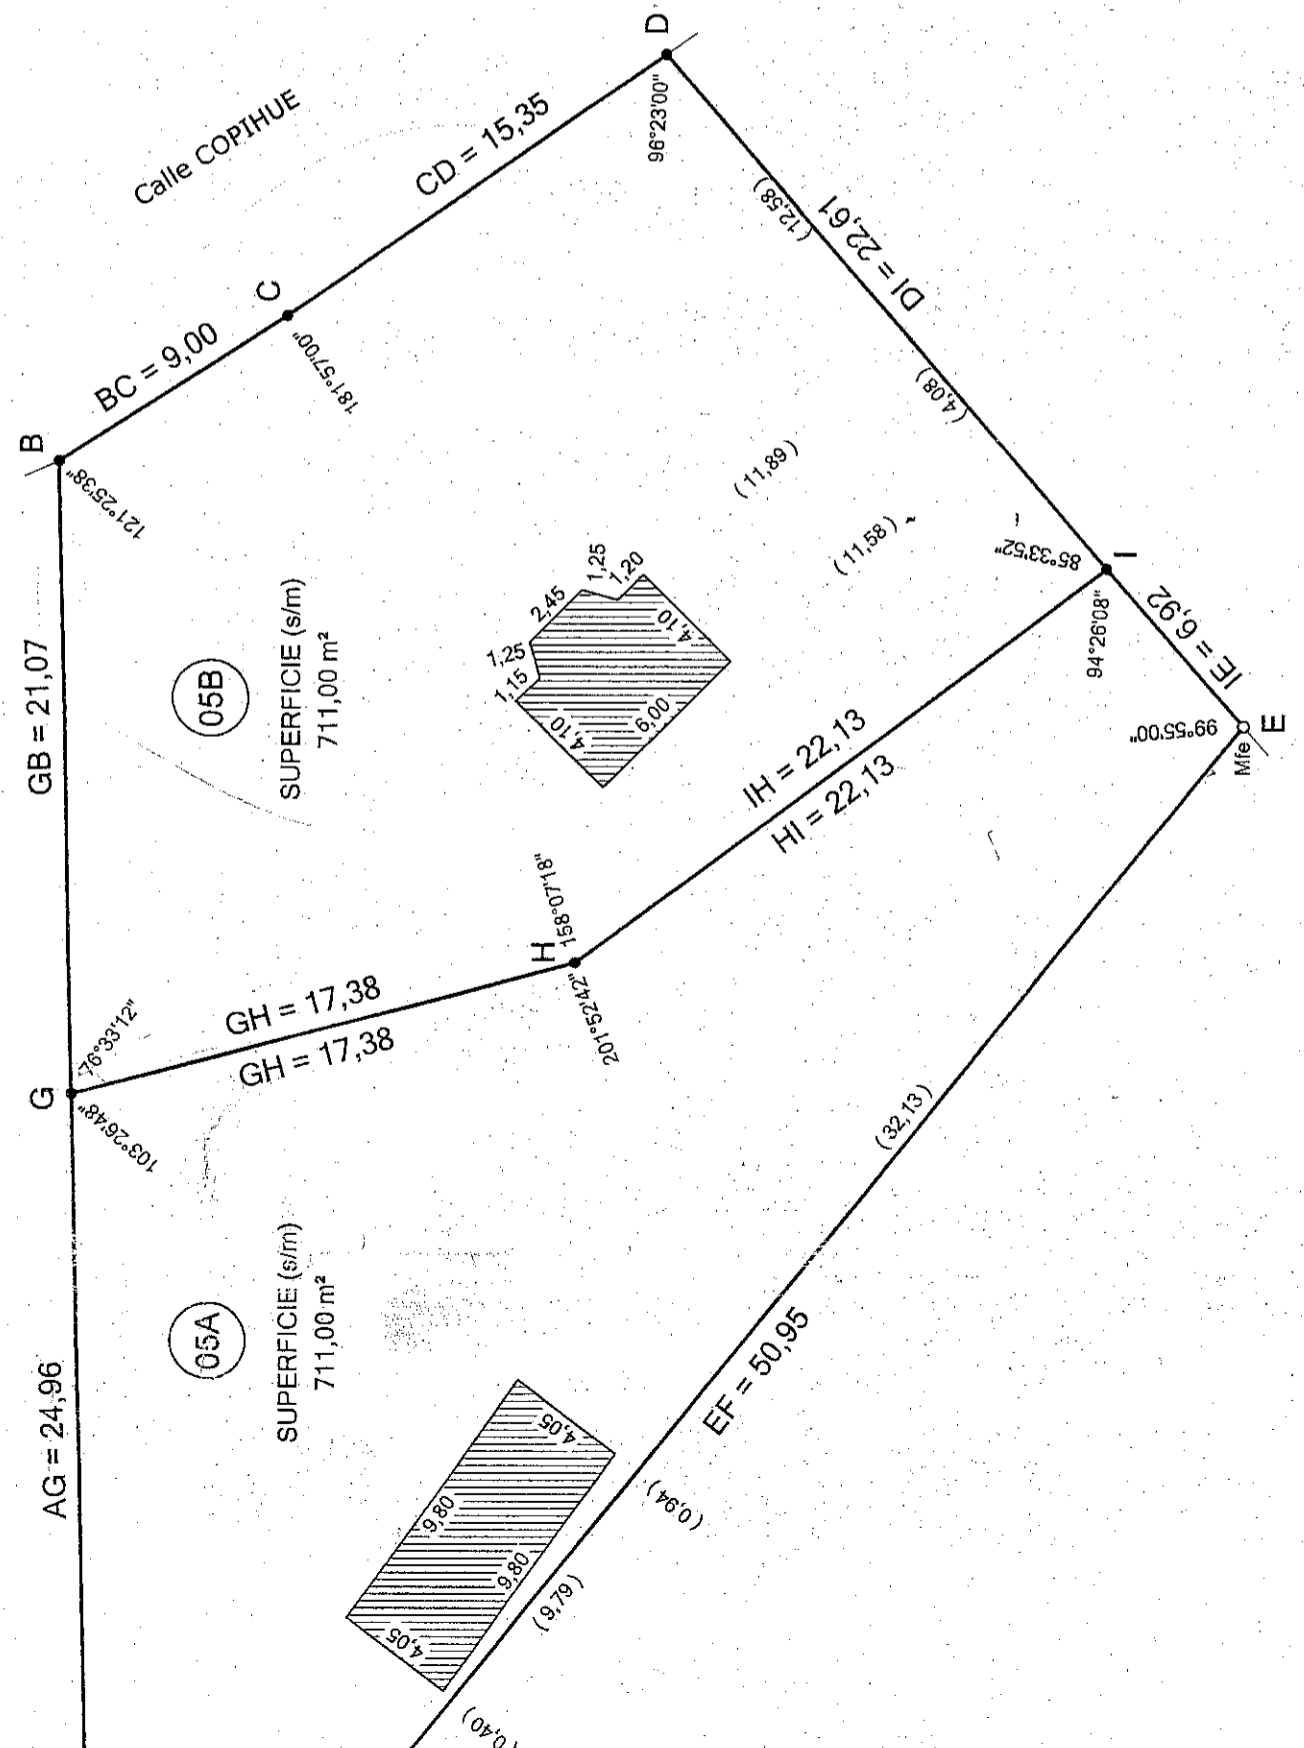 D
Calle COPIHUE
CD = 15,35
96°23'00"
(12,58)
DI = 22,61
C
BC = 9,00
181°57'00"
(4,08)
B
121°25'38"
(11,89)
(11,58)
85°33'52"
I
94°26'08"
IE = 6,92
99°55'00"
Mfe
E
GB = 21,07
05B
SUPERFICIE (s/m)
711,00 m²
1,15
1,25
2,45
1,25
1,20
4,10
4,10
6,00
IH = 22,13
HI = 22,13
H
158°07'18"
201°52'42"
GH = 17,38
GH = 17,38
G
76°33'12"
103°26'48"
(32,13)
AG = 24,96
05A
SUPERFICIE (s/m)
711,00 m²
EF = 50,95
4,05
9,80
9,80
4,05
(0,94)
(9,79)
(0,40)